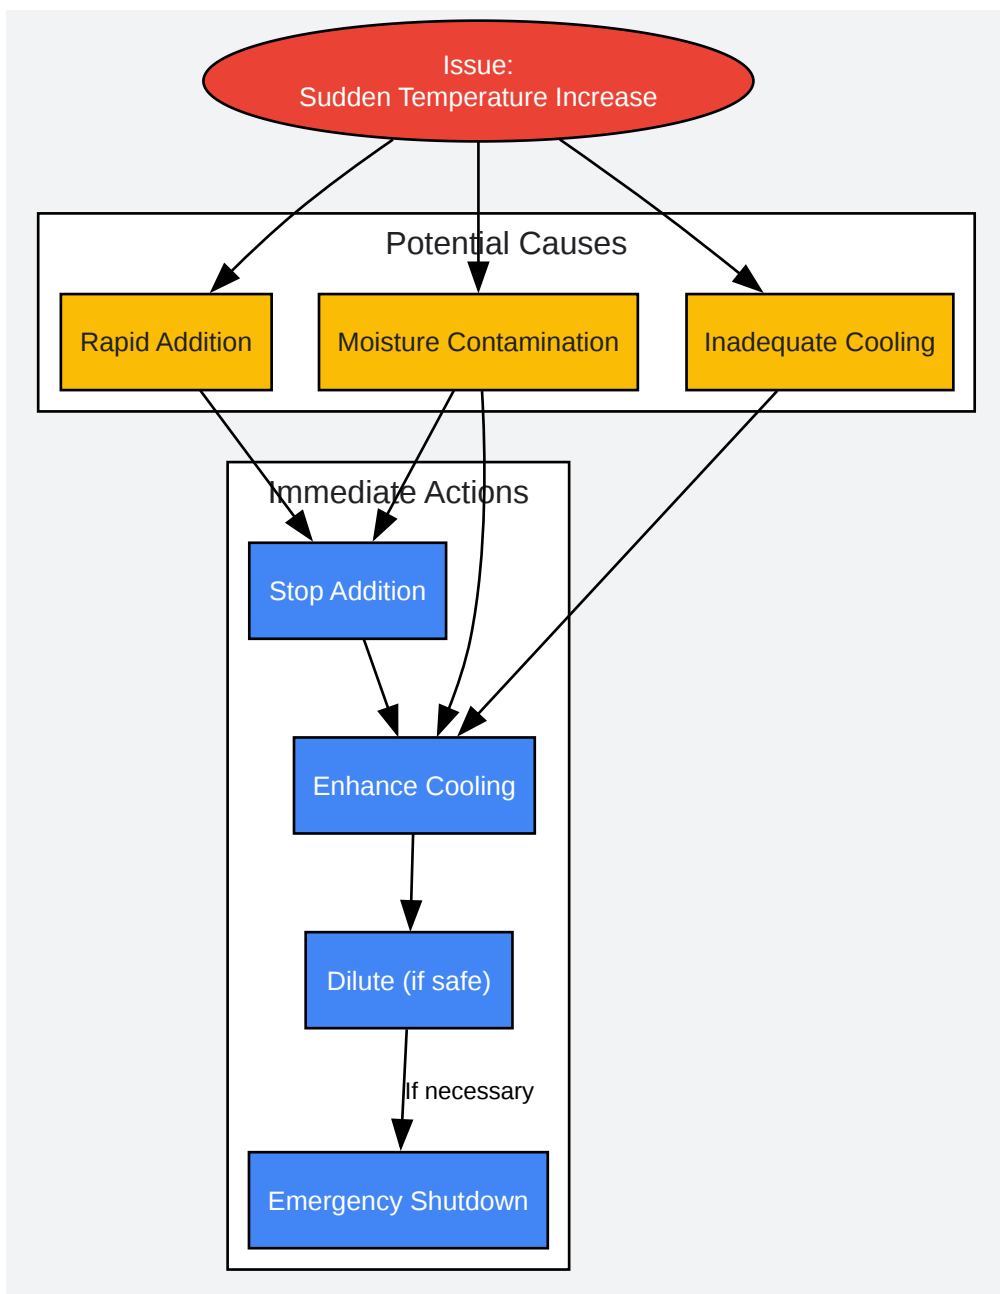 Issue:
Sudden Temperature Increase
Potential Causes
Rapid Addition
Moisture Contamination
Inadequate Cooling
Immediate Actions
Stop Addition
Enhance Cooling
Dilute (if safe)
If necessary
Emergency Shutdown